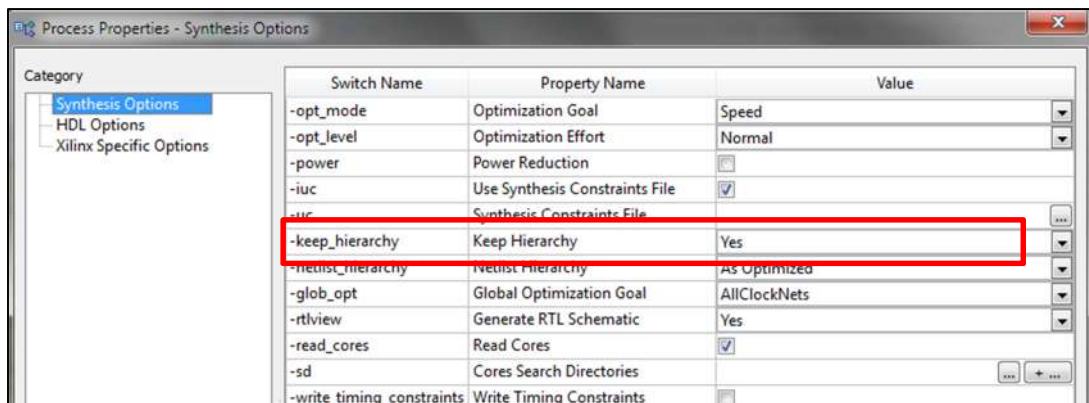 Process Properties - Synthesis Options
Category
Synthesis Options
HDL Options
Xilinx Specific Options
Switch Name Property Name Value
-opt_mode Optimization Goal Speed
-opt_level Optimization Effort Normal
-power Power Reduction
-iuc Use Synthesis Constraints File
-uc Synthesis Constraints File ...
-keep_hierarchy Keep Hierarchy Yes
-netlist_hierarchy Netlist Hierarchy As Optimized
-glob_opt Global Optimization Goal AllClockNets
-rtlview Generate RTL Schematic Yes
-read_cores Read Cores
-sd Cores Search Directories ... + ...
-write_timing_constraints Write Timing Constraints